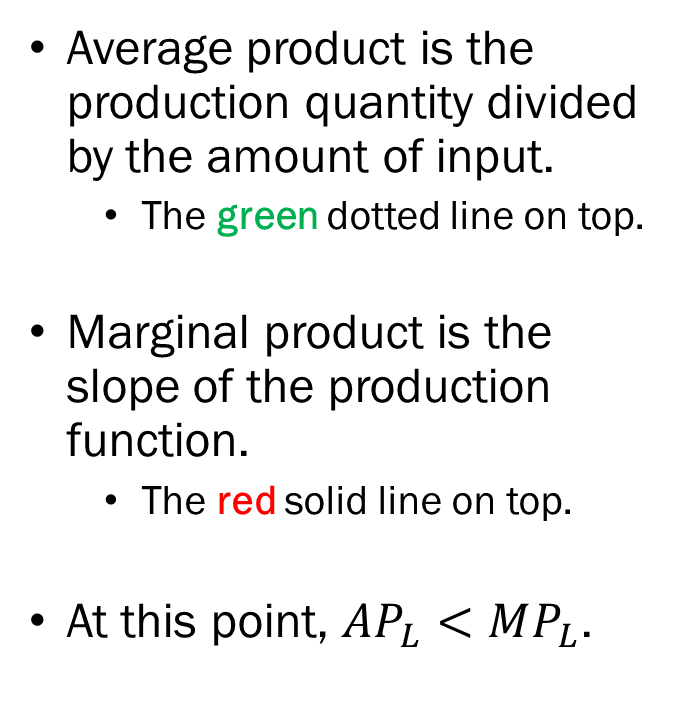 • Average product is the
production quantity divided
by the amount of input.
• The green dotted line on top.
• Marginal product is the
slope of the production
function.
• The red solid line on top.
• At this point, AP_L < MP_L.